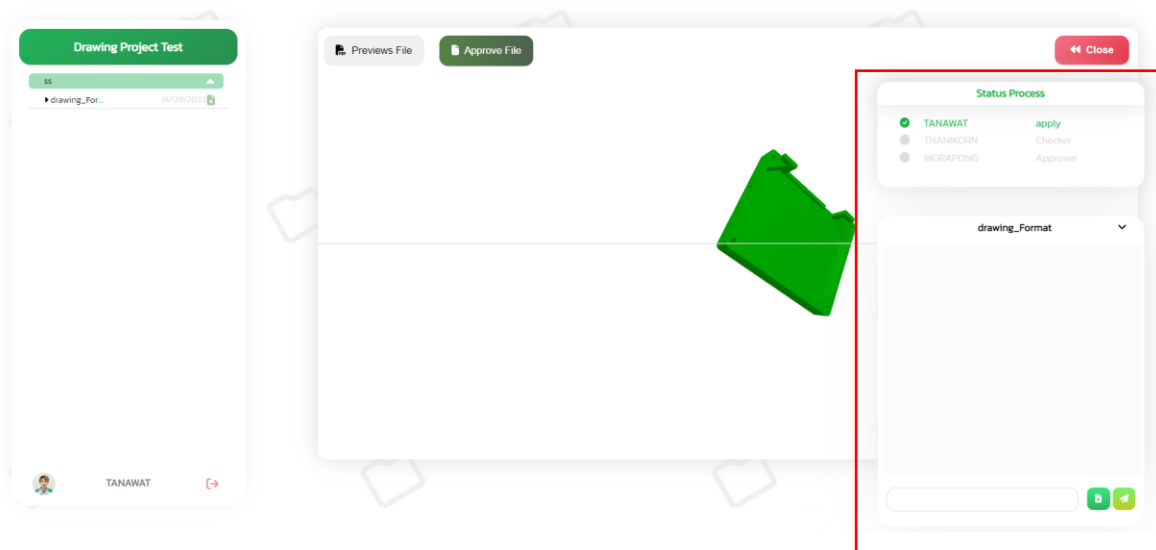 Drawing Project Test
ss
drawing_For... 14/09/2023
TANAWAT
Previews File
Approve File
Close
Status Process
TANAWAT apply
THANIKORN Checker
WORAPONG Approver
drawing_Format